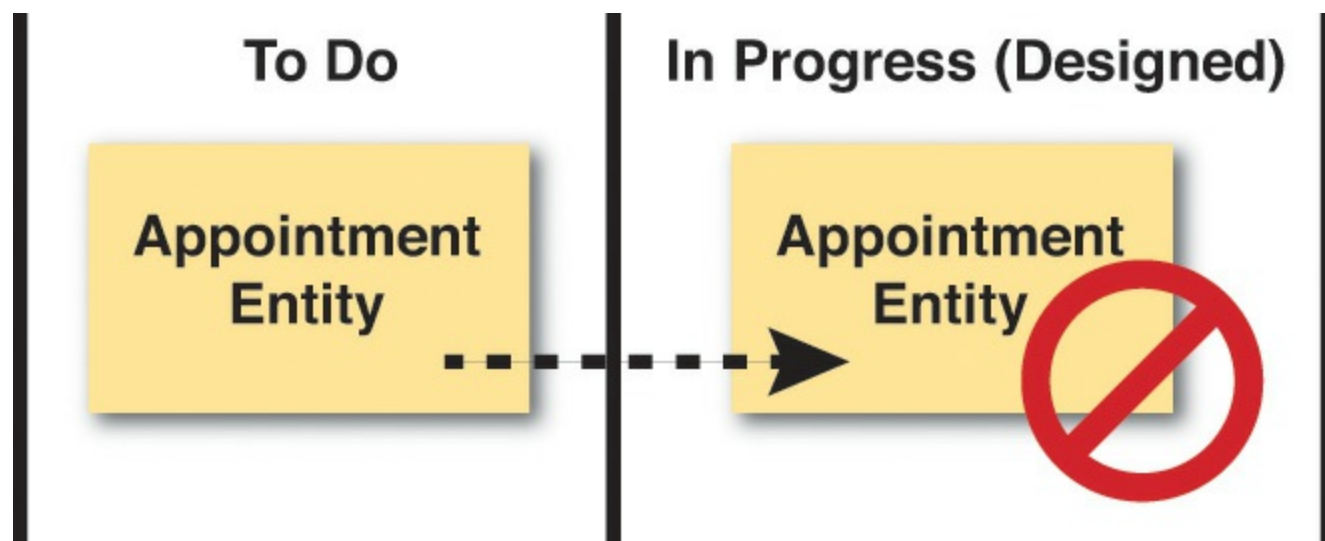 To Do
In Progress (Designed)
Appointment
Entity
Appointment
Entity